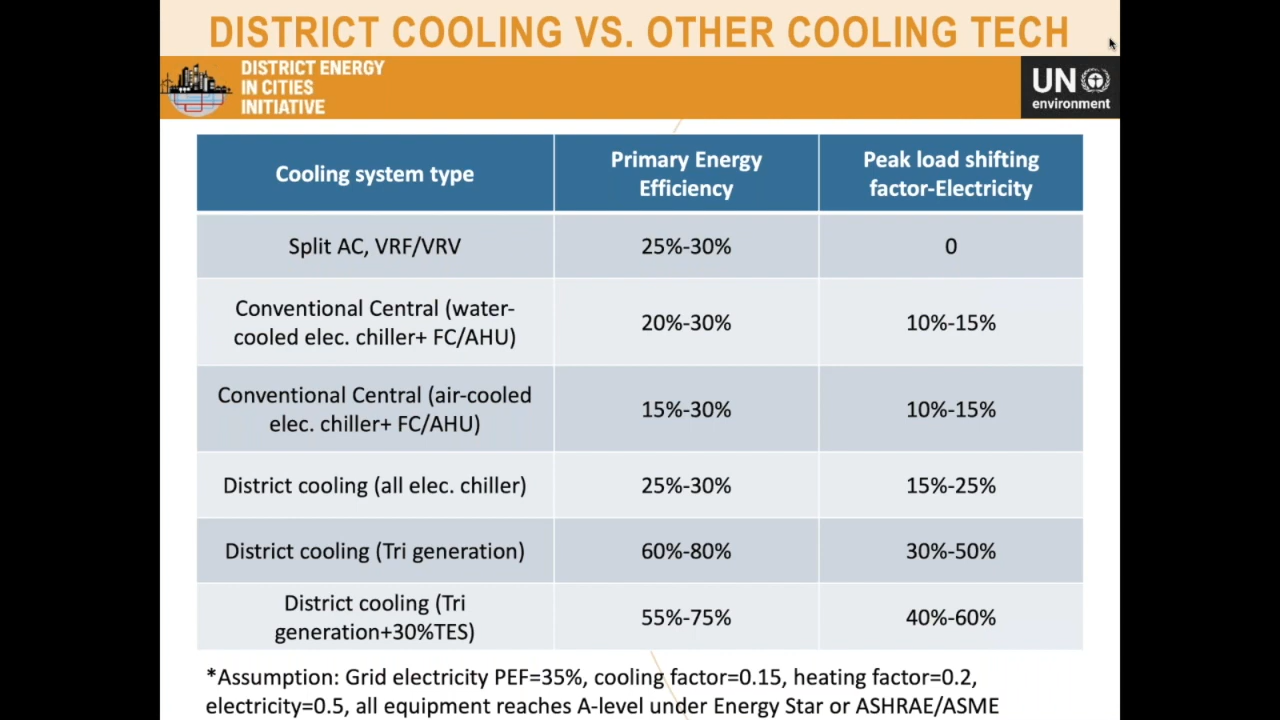 DISTRICT COOLING VS. OTHER COOLING TECH
DISTRICT ENERGY
IN CITIES
INITIATIVE
UN
environment
Cooling system type
Primary Energy
Efficiency
Peak load shifting
factor-Electricity
Split AC, VRF/VRV
25%-30%
0
Conventional Central (water-
cooled elec. chiller+ FC/AHU)
20%-30%
10%-15%
Conventional Central (air-cooled
elec. chiller+ FC/AHU)
15%-30%
10%-15%
District cooling (all elec. chiller)
25%-30%
15%-25%
District cooling (Tri generation)
60%-80%
30%-50%
District cooling (Tri
generation+30%TES)
55%-75%
40%-60%
*Assumption: Grid electricity PEF=35%, cooling factor=0.15, heating factor=0.2,
electricity=0.5, all equipment reaches A-level under Energy Star or ASHRAE/ASME